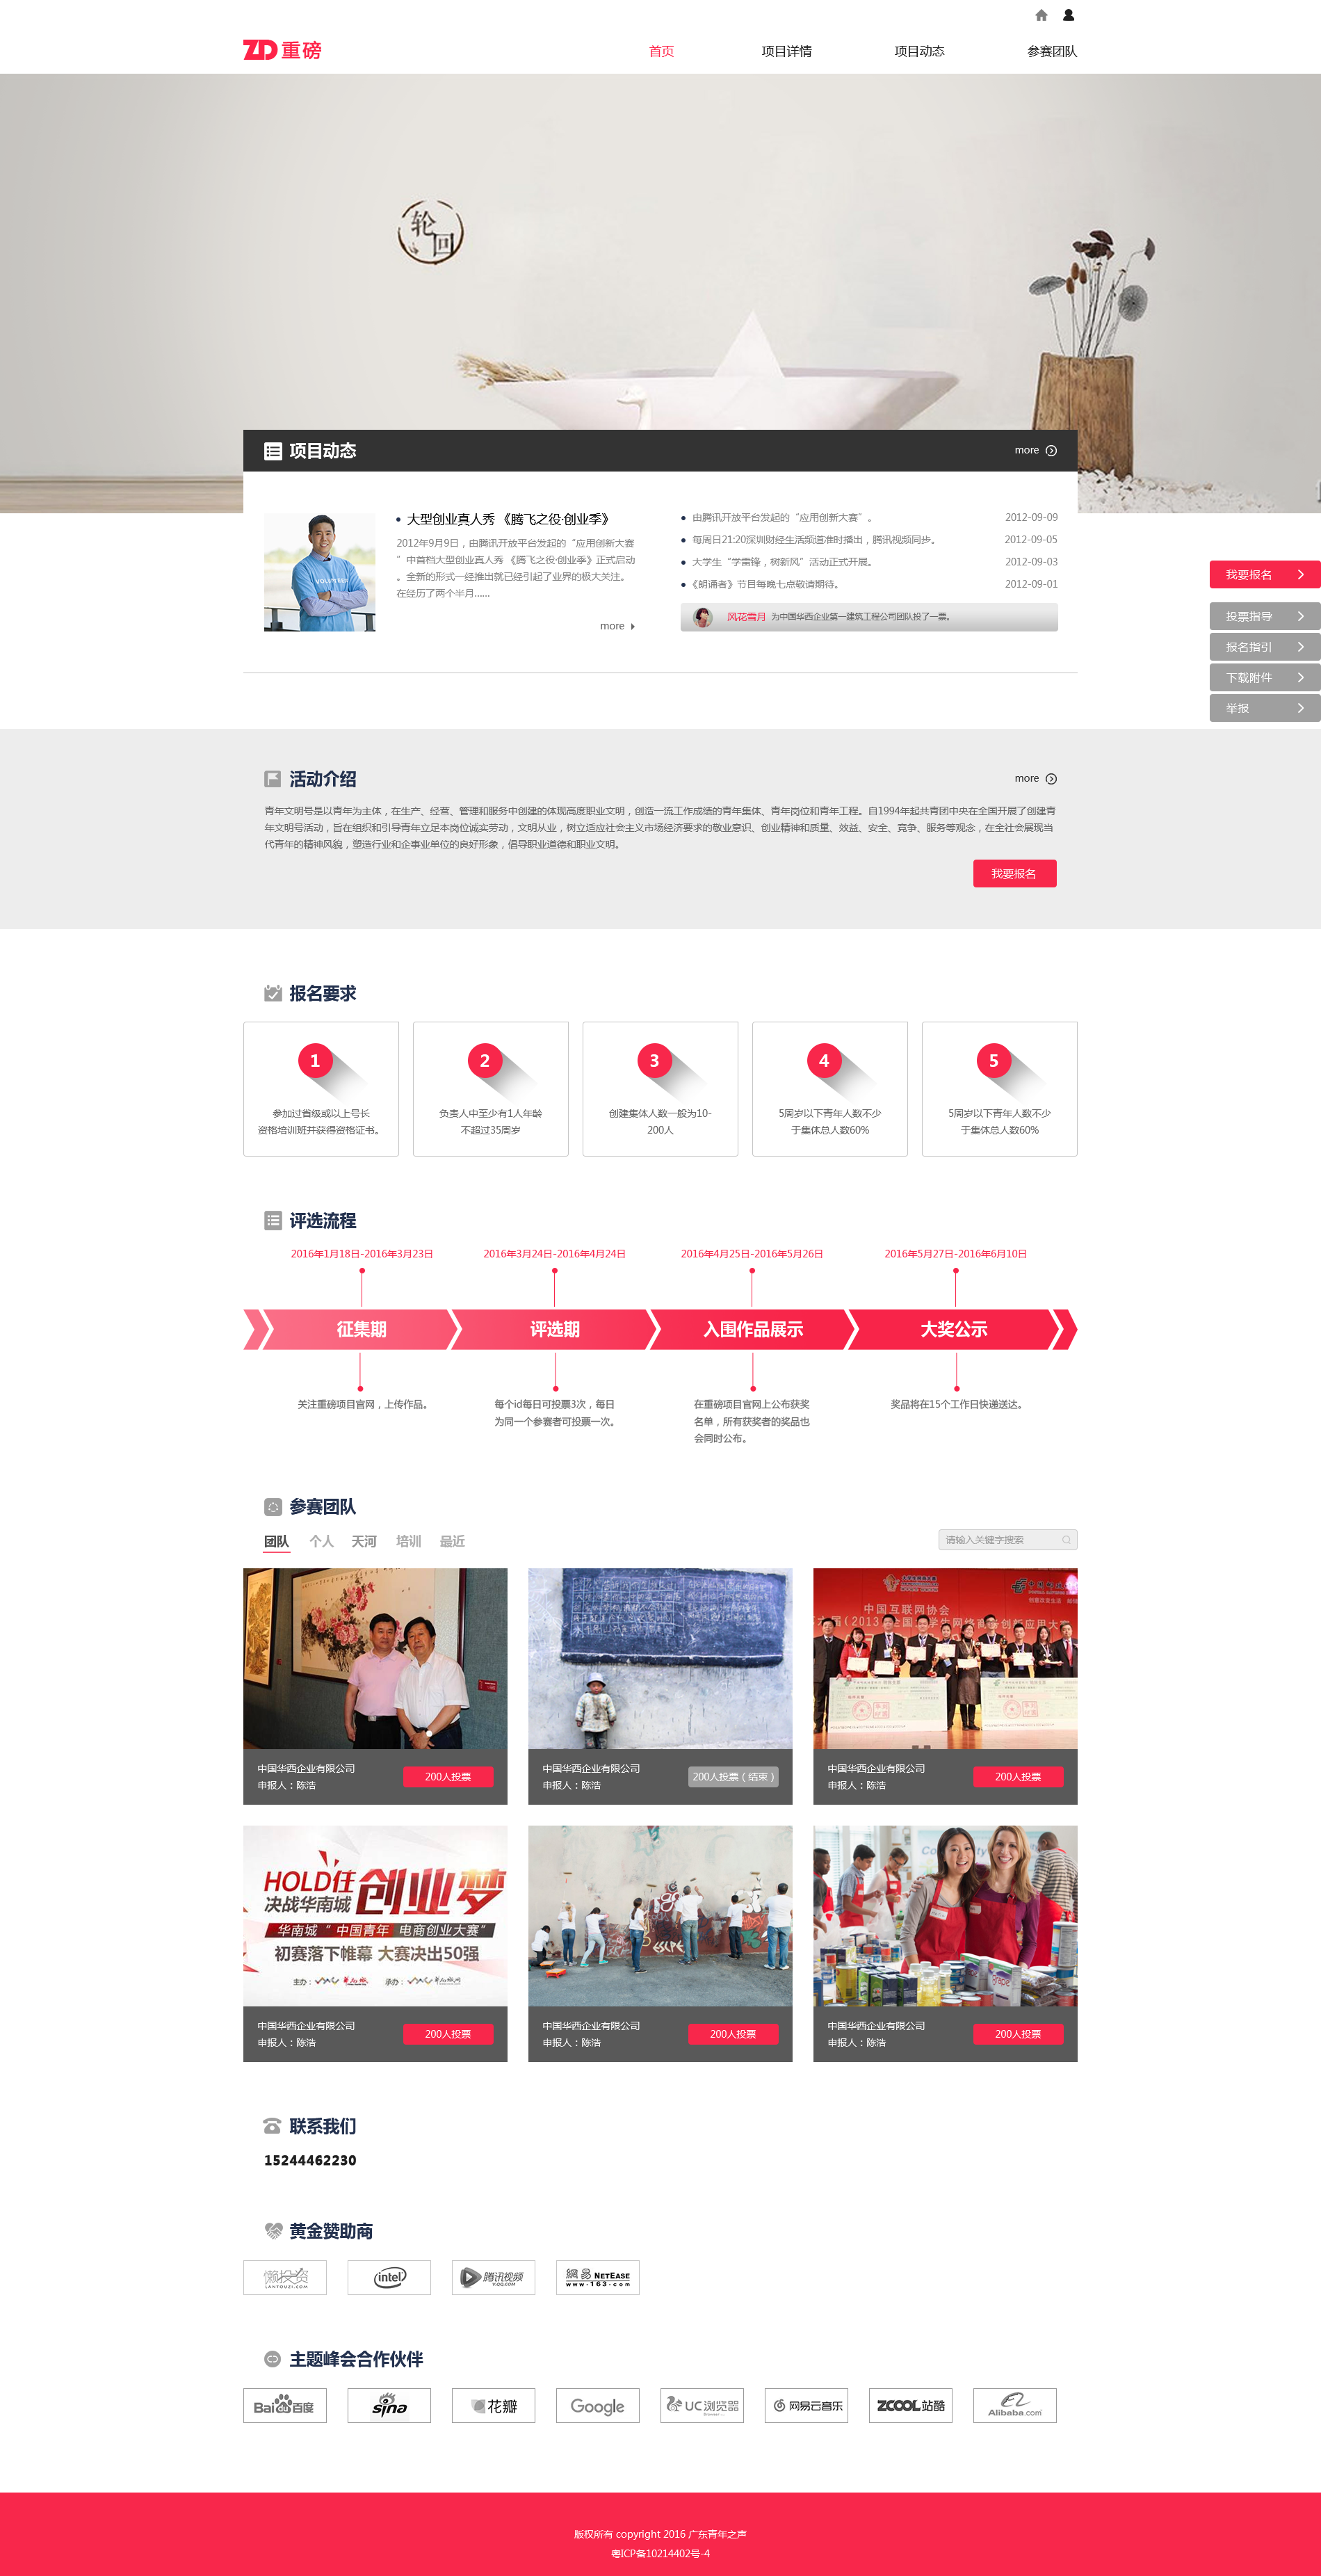 ZD重磅
首页 项目详情 项目动态 参赛团队
轮回
项目动态
more
大型创业真人秀 《腾飞之役·创业季》
2012年9月9日，由腾讯开放平台发起的“应用创新大赛
”中首档大型创业真人秀 《腾飞之役·创业季》正式启动
。全新的形式一经推出就已经引起了业界的极大关注。
在经历了两个半月......
more
VOLUNTEER
由腾讯开放平台发起的“应用创新大赛”。 2012-09-09
每周日21:20深圳财经生活频道准时播出，腾讯视频同步。 2012-09-05
大学生“学雷锋，树新风”活动正式开展。 2012-09-03
《朗诵者》节目每晚七点敬请期待。 2012-09-01
风花雪月 为中国华西企业第一建筑工程公司团队投了一票。
我要报名
投票指导
报名指引
下载附件
举报
活动介绍
more
青年文明号是以青年为主体，在生产、经营、管理和服务中创建的体现高度职业文明，创造一流工作成绩的青年集体、青年岗位和青年工程。自1994年起共青团中央在全国开展了创建青
年文明号活动，旨在组织和引导青年立足本岗位诚实劳动，文明从业，树立适应社会主义市场经济要求的敬业意识、创业精神和质量、效益、安全、竞争、服务等观念，在全社会展现当
代青年的精神风貌，塑造行业和企事业单位的良好形象，倡导职业道德和职业文明。
我要报名
报名要求
1
参加过省级或以上号长
资格培训班并获得资格证书。
2
负责人中至少有1人年龄
不超过35周岁
3
创建集体人数一般为10-
200人
4
5周岁以下青年人数不少
于集体总人数60%
5
5周岁以下青年人数不少
于集体总人数60%
评选流程
2016年1月18日-2016年3月23日
2016年3月24日-2016年4月24日
2016年4月25日-2016年5月26日
2016年5月27日-2016年6月10日
征集期 评选期 入围作品展示 大奖公示
关注重磅项目官网，上传作品。
每个id每日可投票3次，每日
为同一个参赛者可投票一次。
在重磅项目官网上公布获奖
名单，所有获奖者的奖品也
会同时公布。
奖品将在15个工作日快递送达。
参赛团队
团队 个人 天河 培训 最近
请输入关键字搜索
中国华西企业有限公司
申报人：陈浩
200人投票
中国华西企业有限公司
申报人：陈浩
200人投票（结束）
中国互联网协会
中国华西企业有限公司
申报人：陈浩
200人投票
HOLD住 创业梦
决战华南城
华南城“中国青年 电商创业大赛”
初赛落下帷幕 大赛决出50强
主办： 承办：
中国华西企业有限公司
申报人：陈浩
200人投票
ESCPE
中国华西企业有限公司
申报人：陈浩
200人投票
中国华西企业有限公司
申报人：陈浩
200人投票
联系我们
15244462230
黄金赞助商
懒投资
LANTOUZI.COM
intel
腾讯视频
V.QQ.COM
網易 NETEASE
www.163.com
主题峰会合作伙伴
Bai du 百度
sina
花瓣
Google
UC浏览器
网易云音乐
ZCOOL站酷
Alibaba.com
版权所有 copyright 2016 广东青年之声
粤ICP备10214402号-4